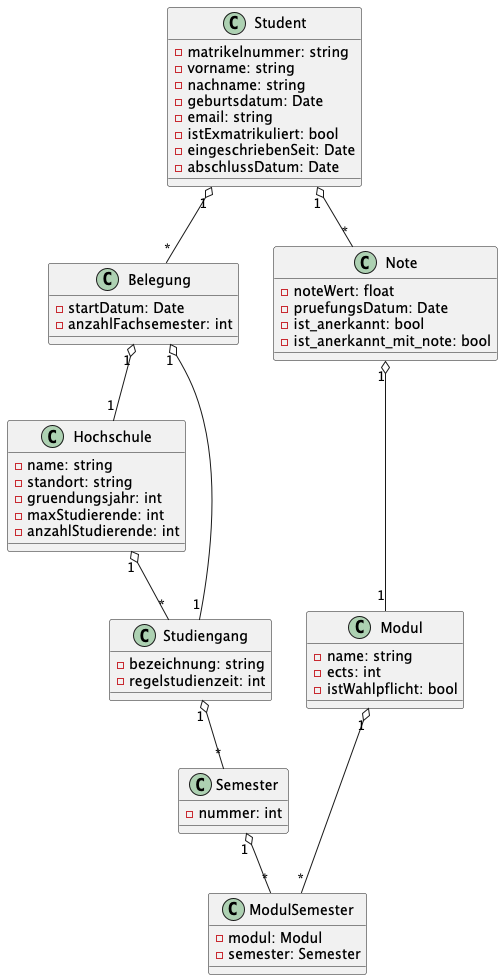 C Student
matrikelnummer: string
vorname: string
nachname: string
geburtsdatum: Date
email: string
istExmatrikuliert: bool
eingeschriebenSeit: Date
abschlussDatum: Date
1
1
*
*
C Belegung
startDatum: Date
anzahlFachsemester: int
C Note
noteWert: float
pruefungsDatum: Date
ist_anerkannt: bool
ist_anerkannt_mit_note: bool
1
1
1
1
C Hochschule
name: string
standort: string
gruendungsjahr: int
maxStudierende: int
anzahlStudierende: int
1
*
1
1
C Studiengang
bezeichnung: string
regelstudienzeit: int
C Modul
name: string
ects: int
istWahlpflicht: bool
1
1
*
C Semester
nummer: int
1
*
*
C ModulSemester
modul: Modul
semester: Semester